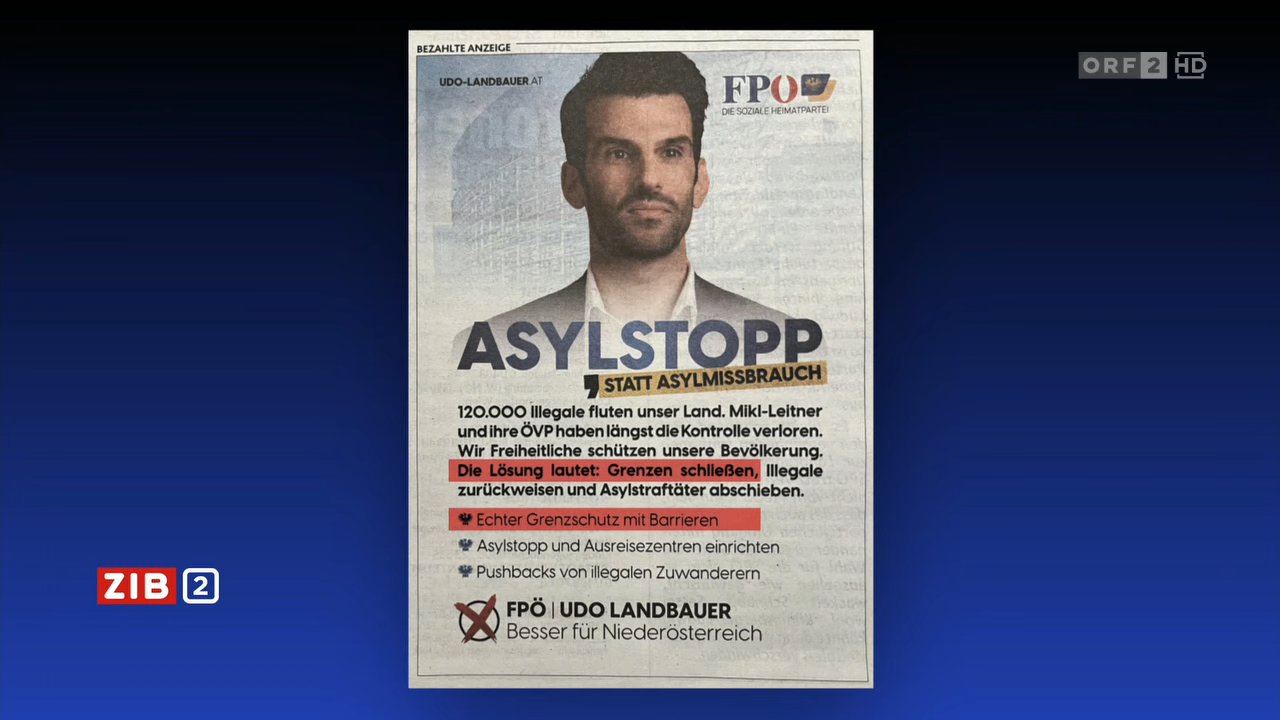 BEZAHLTE ANZEIGE
ORF 2 HD
UDO-LANDBAUER.AT
FPÖ
DIE SOZIALE HEIMATPARTEI
ASYLSTOPP
, STATT ASYLMISSBRAUCH
120.000 Illegale fluten unser Land. Mikl-Leitner
und ihre ÖVP haben längst die Kontrolle verloren.
Wir Freiheitliche schützen unsere Bevölkerung.
Die Lösung lautet: Grenzen schließen, Illegale
zurückweisen und Asylstraftäter abschieben.
Echter Grenzschutz mit Barrieren
Asylstopp und Ausreisezentren einrichten
Pushbacks von illegalen Zuwanderern
ZIB 2
FPÖ | UDO LANDBAUER
Besser für Niederösterreich